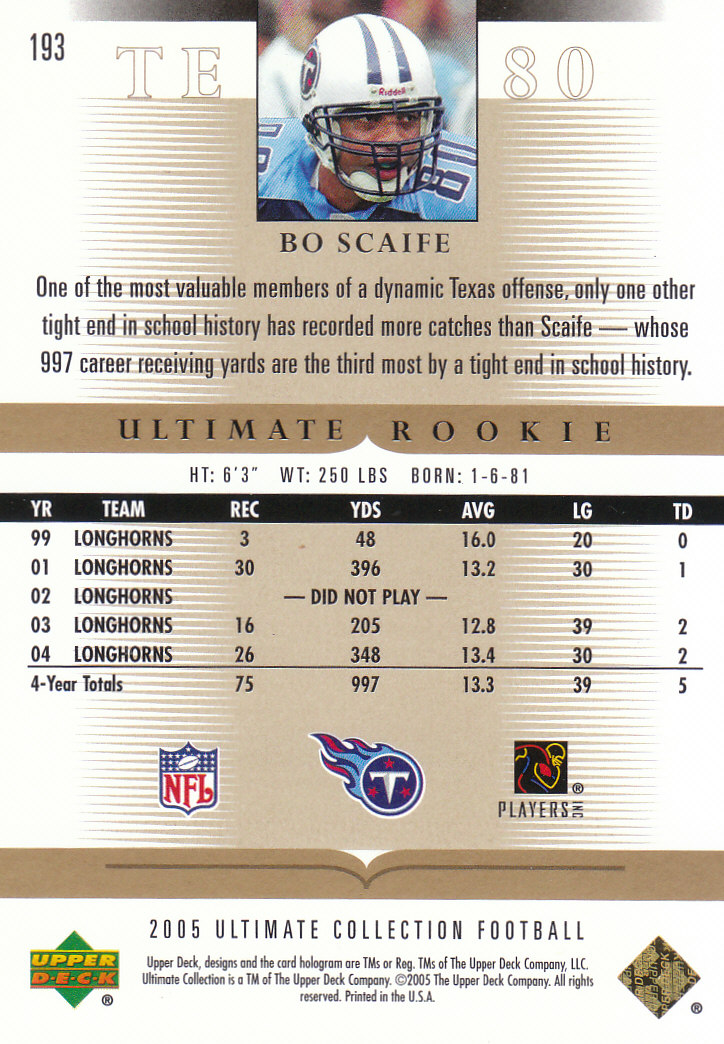 193
TE
80
Riddell
80
BO SCAIFE
One of the most valuable members of a dynamic Texas offense, only one other
tight end in school history has recorded more catches than Scaife — whose
997 career receiving yards are the third most by a tight end in school history.
ULTIMATE ROOKIE
HT: 6'3" WT: 250 LBS BORN: 1-6-81
YR TEAM REC YDS AVG LG TD
99 LONGHORNS 3 48 16.0 20 0
01 LONGHORNS 30 396 13.2 30 1
02 LONGHORNS — DID NOT PLAY —
03 LONGHORNS 16 205 12.8 39 2
04 LONGHORNS 26 348 13.4 30 2
4-Year Totals 75 997 13.3 39 5
NFL
T
PLAYERS INC ®
2005 ULTIMATE COLLECTION FOOTBALL
UPPER
D·E·C·K
®
Upper Deck, designs and the card hologram are TMs or Reg. TMs of The Upper Deck Company, LLC.
Ultimate Collection is a TM of The Upper Deck Company. ©2005 The Upper Deck Company. All rights
reserved. Printed in the U.S.A.
®